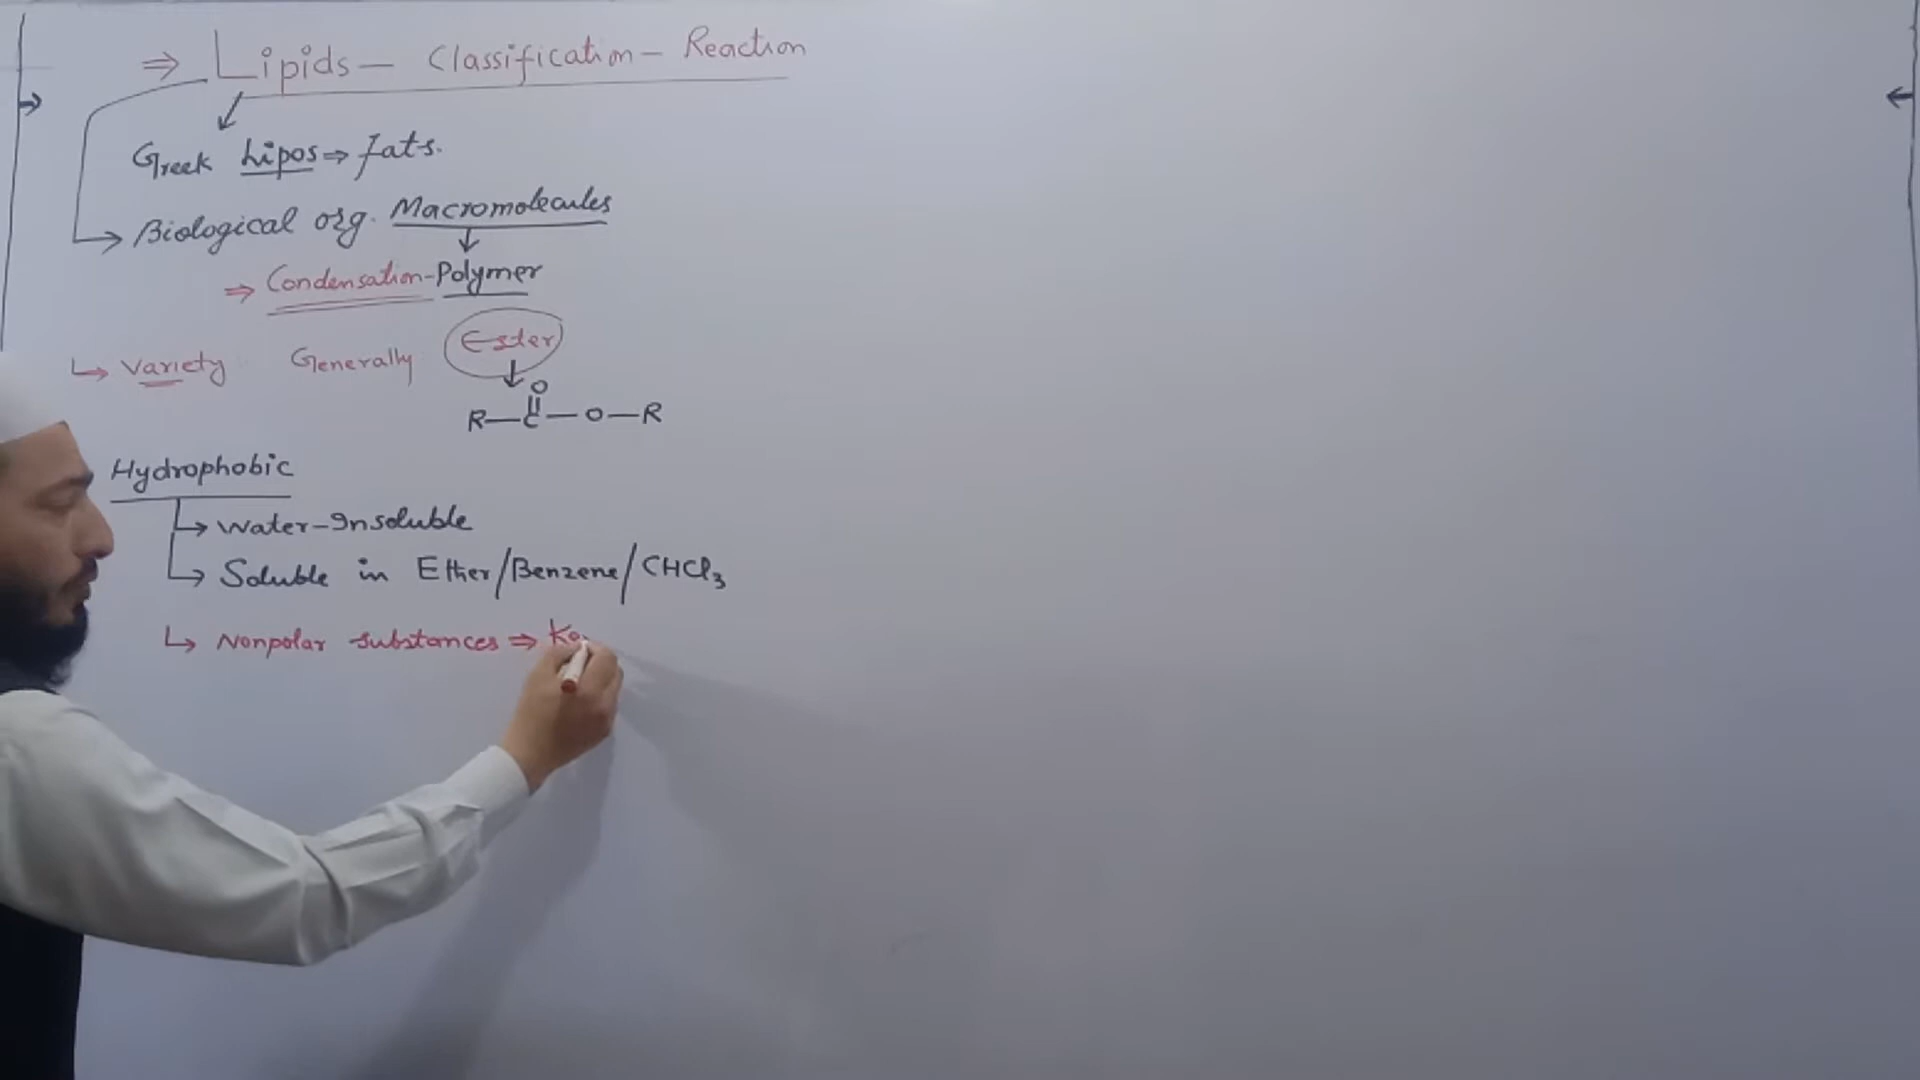 ⇒ Lipids — Classification — Reaction
Greek Lipos ⇒ fats.
→ Biological org. Macromolecules
⇒ Condensation-Polymer
↳ Variety Generally Ester
O
R—C—O—R
Hydrophobic
↳ Water-Insoluble
↳ Soluble in Ether/Benzene/CHCl₃
↳ Nonpolar substances ⇒